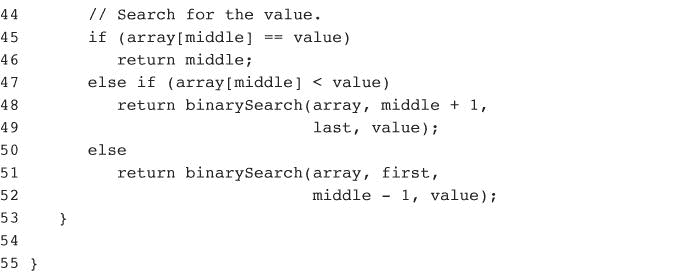 44       // Search for the value.
45       if (array[middle] == value)
46          return middle;
47       else if (array[middle] < value)
48          return binarySearch(array, middle + 1,
49                              last, value);
50       else
51          return binarySearch(array, first,
52                              middle - 1, value);
53    }
54
55 }